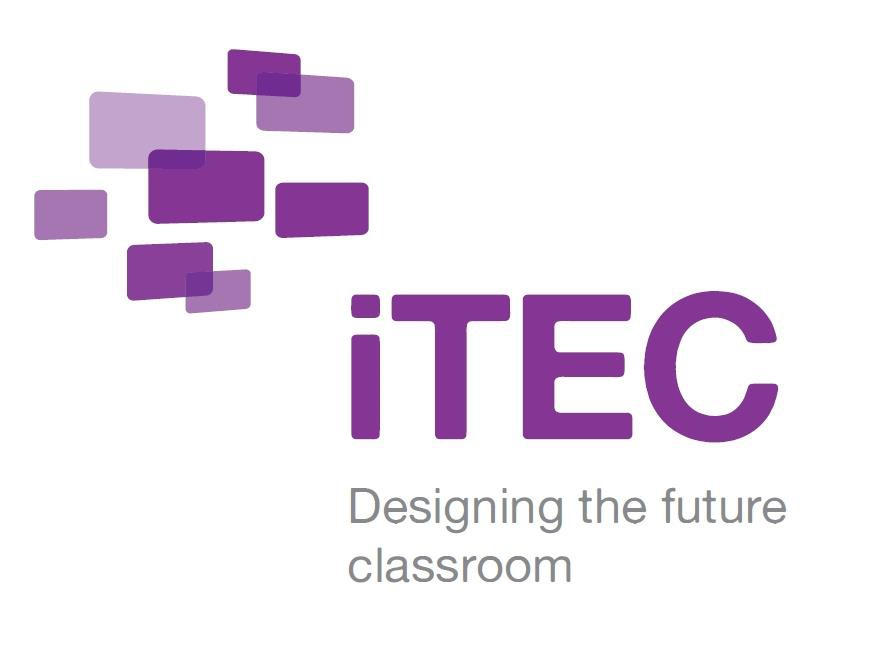 iTEC
Designing the future
classroom